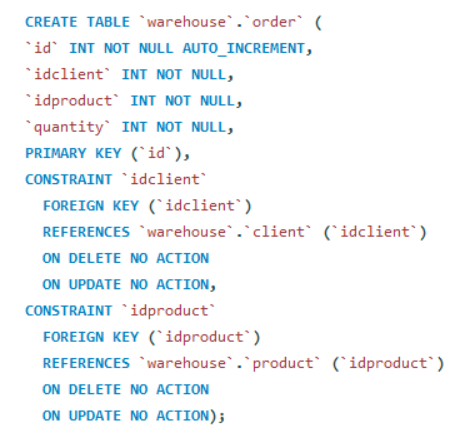 CREATE TABLE `warehouse`.`order` (
`id` INT NOT NULL AUTO_INCREMENT,
`idclient` INT NOT NULL,
`idproduct` INT NOT NULL,
`quantity` INT NOT NULL,
PRIMARY KEY (`id`),
CONSTRAINT `idclient`
FOREIGN KEY (`idclient`)
REFERENCES `warehouse`.`client` (`idclient`)
ON DELETE NO ACTION
ON UPDATE NO ACTION,
CONSTRAINT `idproduct`
FOREIGN KEY (`idproduct`)
REFERENCES `warehouse`.`product` (`idproduct`)
ON DELETE NO ACTION
ON UPDATE NO ACTION);